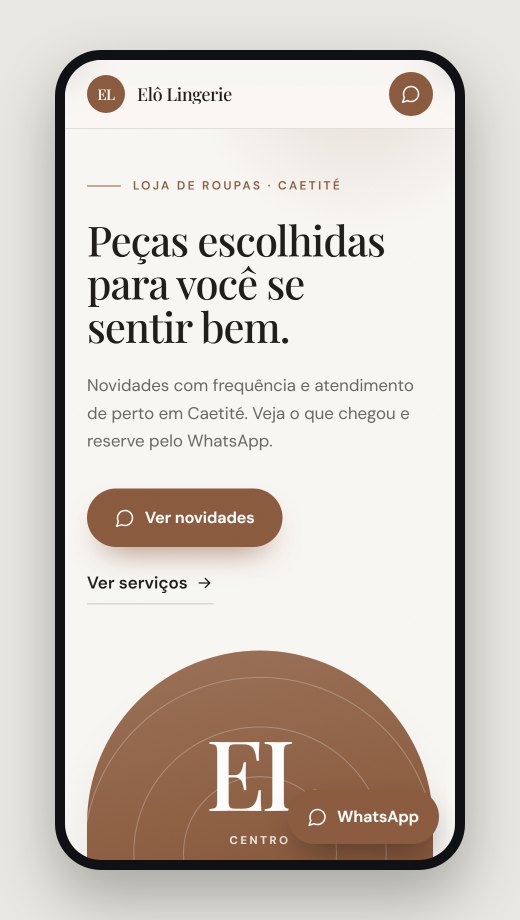 EL Elô Lingerie
LOJA DE ROUPAS · CAETITÉ
Peças escolhidas
para você se
sentir bem.
Novidades com frequência e atendimento
de perto em Caetité. Veja o que chegou e
reserve pelo WhatsApp.
Ver novidades
Ver serviços →
WhatsApp
CENTRO